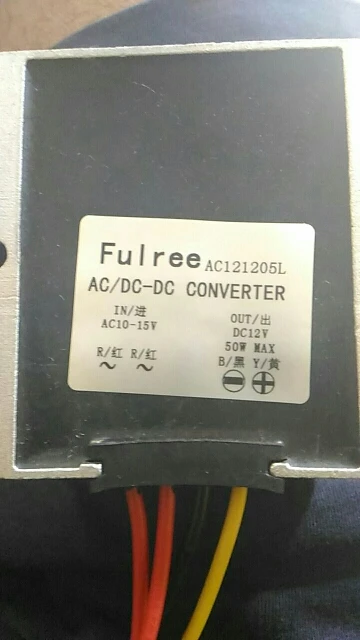 Fulree AC121205L
AC/DC-DC CONVERTER
IN/进
AC10-15V
R/红 R/红
~ ~
OUT/出
DC12V
50W MAX
B/黑 Y/黄
⊖ ⊕